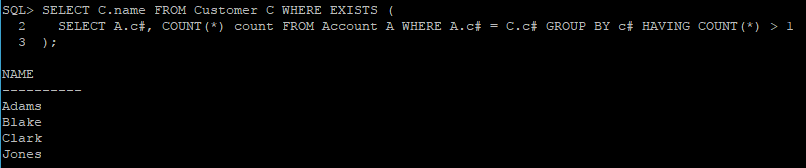 SQL> SELECT C.name FROM Customer C WHERE EXISTS (
  2    SELECT A.c#, COUNT(*) count FROM Account A WHERE A.c# = C.c# GROUP BY c# HAVING COUNT(*) > 1
  3  );
NAME
----------
Adams
Blake
Clark
Jones